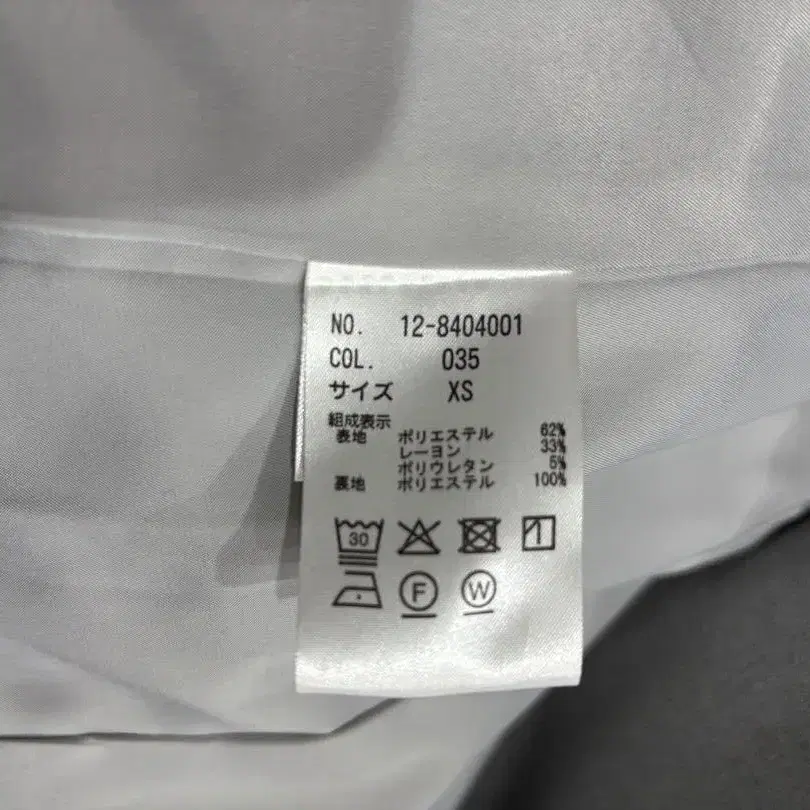 NO. 12-8404001
COL. 035
サイズ XS
組成表示
表地 ポリエステル 62%
レーヨン 33%
ポリウレタン 5%
裏地 ポリエステル 100%
30
F W